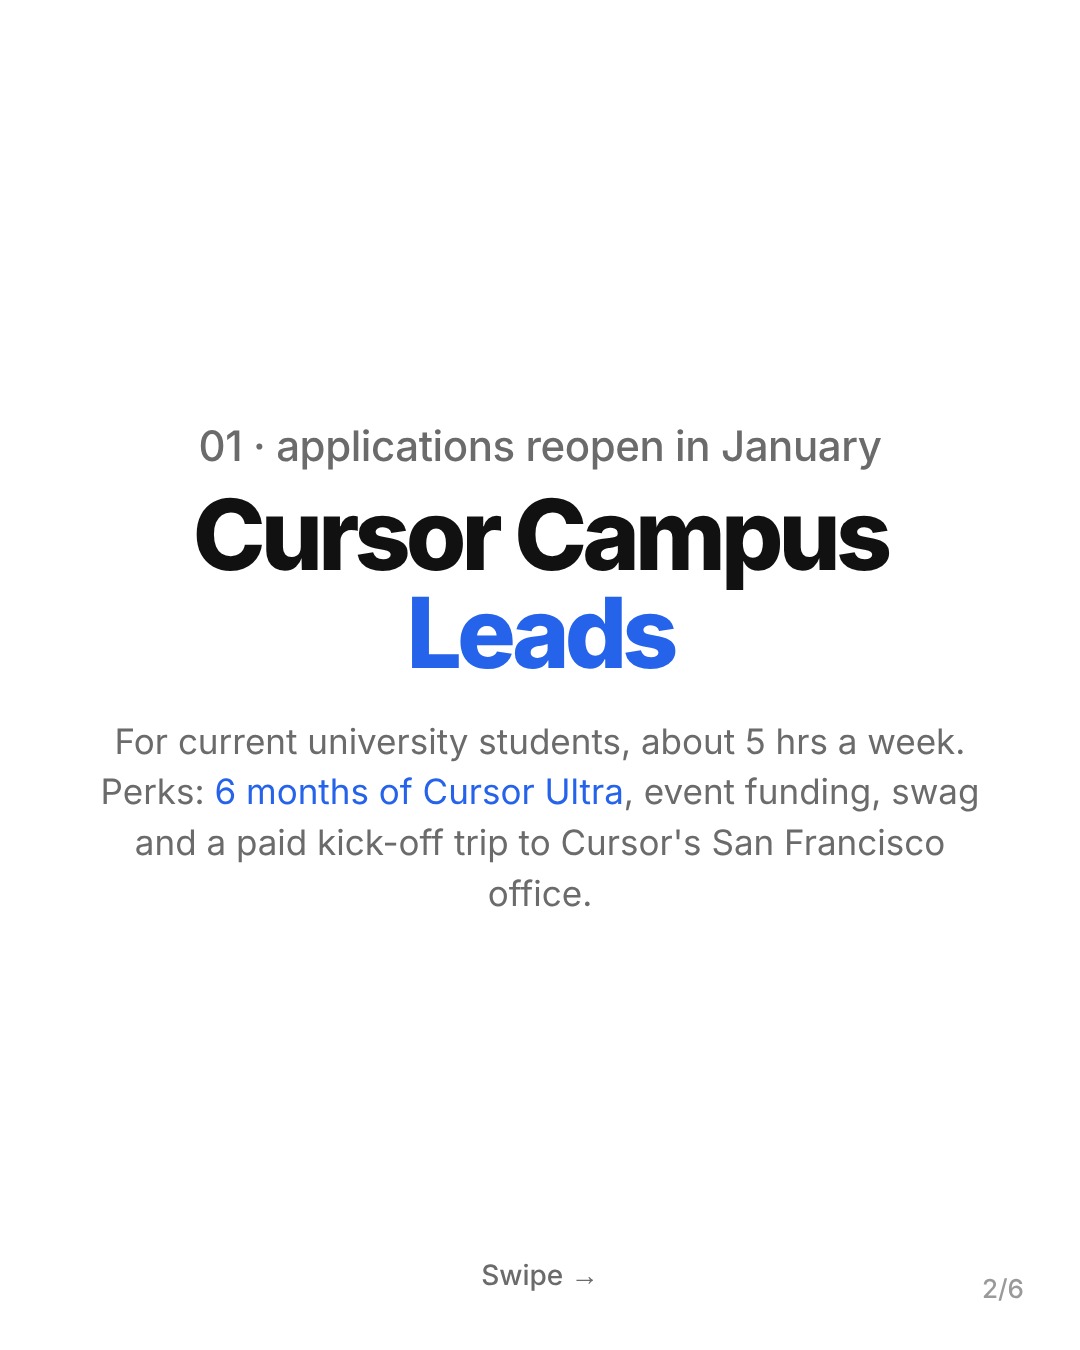 01 · applications reopen in January
Cursor Campus
Leads
For current university students, about 5 hrs a week.
Perks: 6 months of Cursor Ultra, event funding, swag
and a paid kick-off trip to Cursor's San Francisco
office.
Swipe →
2/6